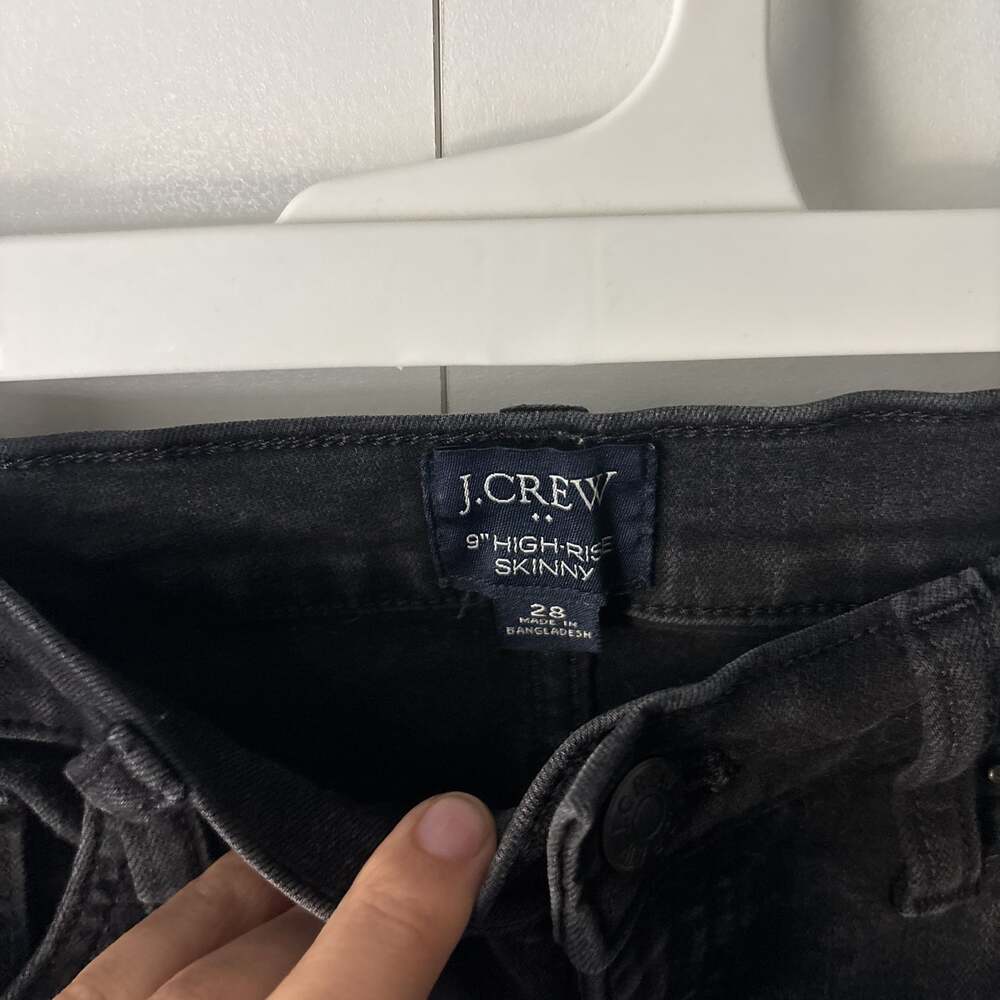 J.CREW
9" HIGH-RISE
SKINNY
28
MADE IN
BANGLADESH